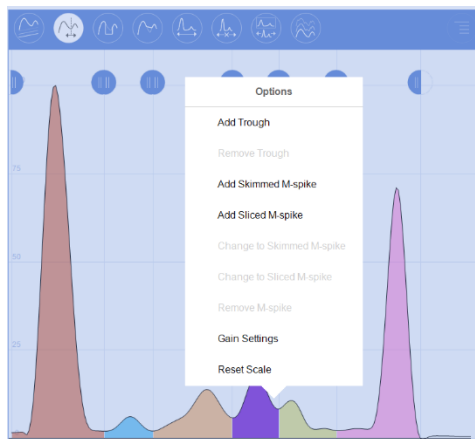 Options
Add Trough
Remove Trough
Add Skimmed M-spike
Add Sliced M-spike
Change to Skimmed M-spike
Change to Sliced M-spike
Remove M-spike
Gain Settings
Reset Scale
75
50
25